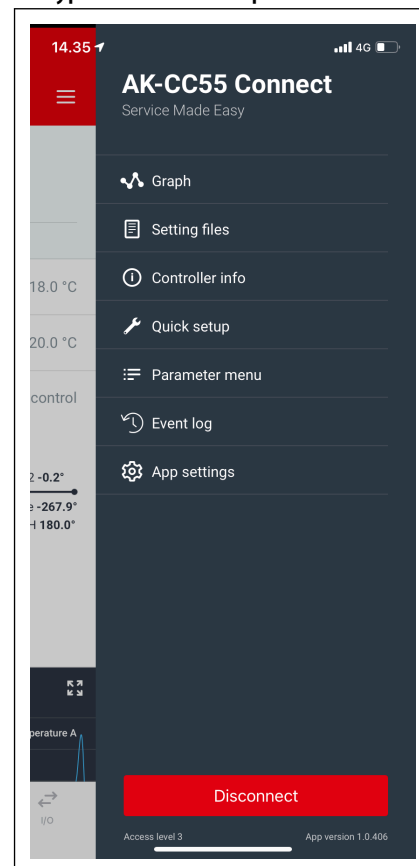 14.35
4G
AK-CC55 Connect
Service Made Easy
Graph
Setting files
18.0 °C
Controller info
Quick setup
20.0 °C
Parameter menu
control
Event log
App settings
2 -0.2°
e -267.9°
H 180.0°
perature A
I/O
Disconnect
Access level 3
App version 1.0.406